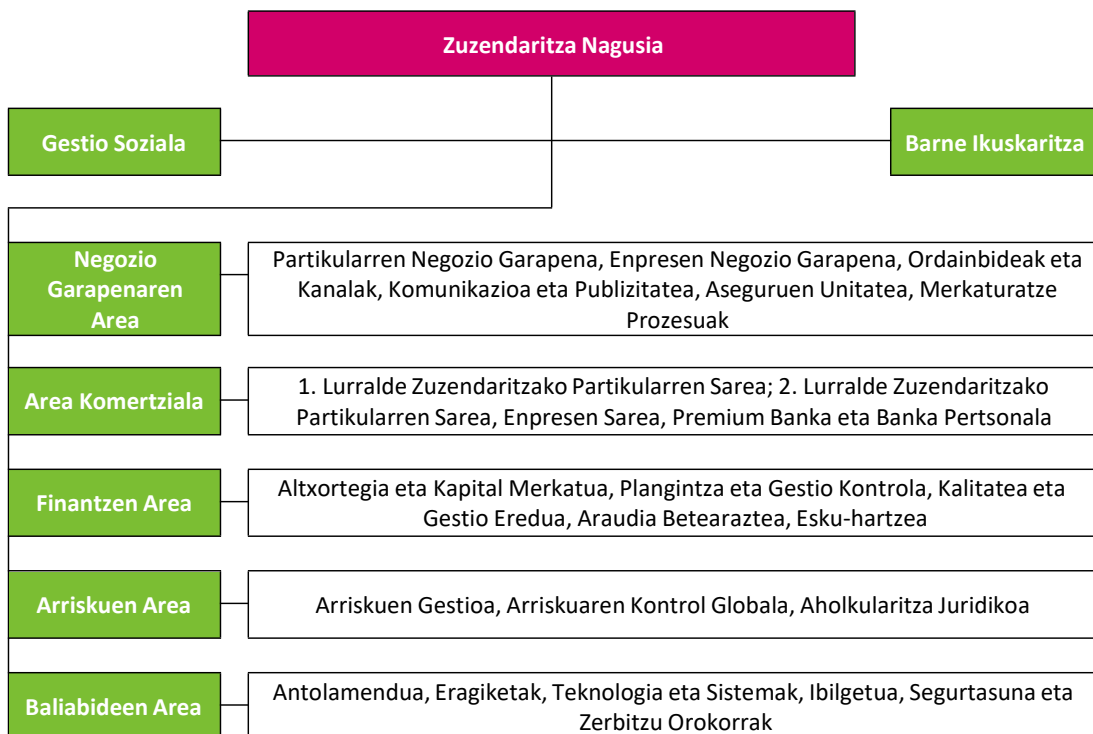 Zuzendaritza Nagusia
Gestio Soziala
Barne Ikuskaritza
Negozio
Garapenaren
Area
Partikularren Negozio Garapena, Enpresen Negozio Garapena, Ordainbideak eta
Kanalak, Komunikazioa eta Publizitatea, Aseguruen Unitatea, Merkaturatze
Prozesuak
Area Komertziala
1. Lurralde Zuzendaritzako Partikularren Sarea; 2. Lurralde Zuzendaritzako
Partikularren Sarea, Enpresen Sarea, Premium Banka eta Banka Pertsonala
Finantzen Area
Altxortegia eta Kapital Merkatua, Plangintza eta Gestio Kontrola, Kalitatea eta
Gestio Eredua, Araudia Betearaztea, Esku-hartzea
Arriskuen Area
Arriskuen Gestioa, Arriskuaren Kontrol Globala, Aholkularitza Juridikoa
Baliabideen Area
Antolamendua, Eragiketak, Teknologia eta Sistemak, Ibilgetua, Segurtasuna eta
Zerbitzu Orokorrak